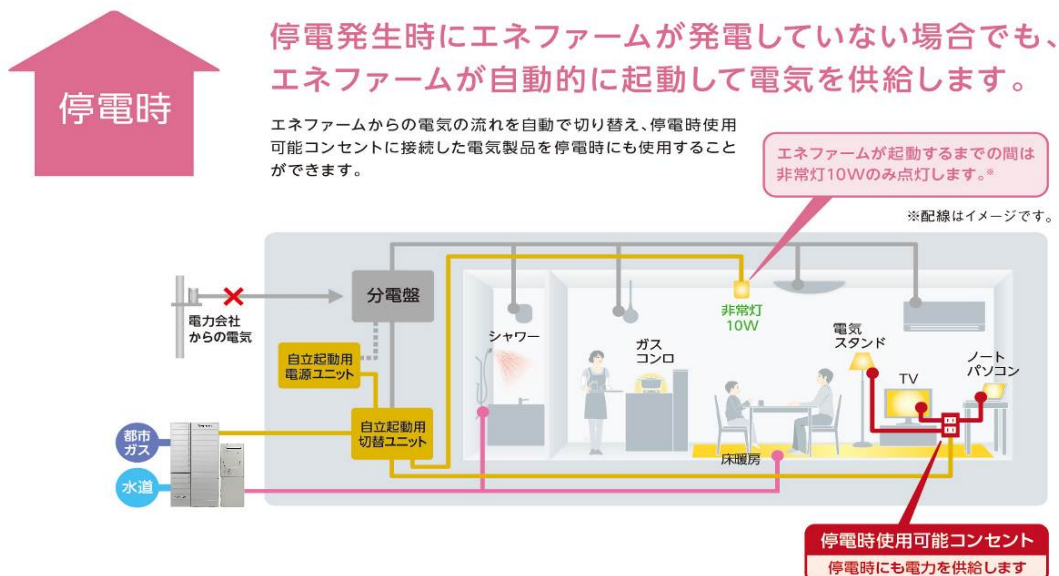 停電時
停電発生時にエネファームが発電していない場合でも、
エネファームが自動的に起動して電気を供給します。
エネファームからの電気の流れを自動で切り替え、停電時使用
可能コンセントに接続した電気製品を停電時にも使用すること
ができます。
エネファームが起動するまでの間は
非常灯10Wのみ点灯します。※
※配線はイメージです。
電力会社
からの電気
分電盤
自立起動用
電源ユニット
自立起動用
切替ユニット
都市
ガス
水道
シャワー
ガス
コンロ
非常灯
10W
床暖房
電気
スタンド
TV
ノート
パソコン
停電時使用可能コンセント
停電時にも電力を供給します